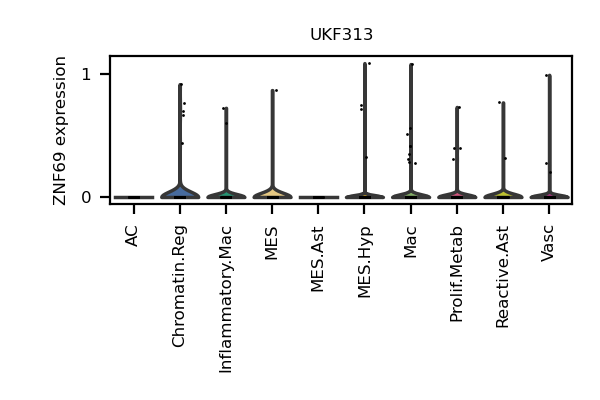 UKF313
ZNF69 expression
1
0
AC
Chromatin.Reg
Inflammatory.Mac
MES
MES.Ast
MES.Hyp
Mac
Prolif.Metab
Reactive.Ast
Vasc